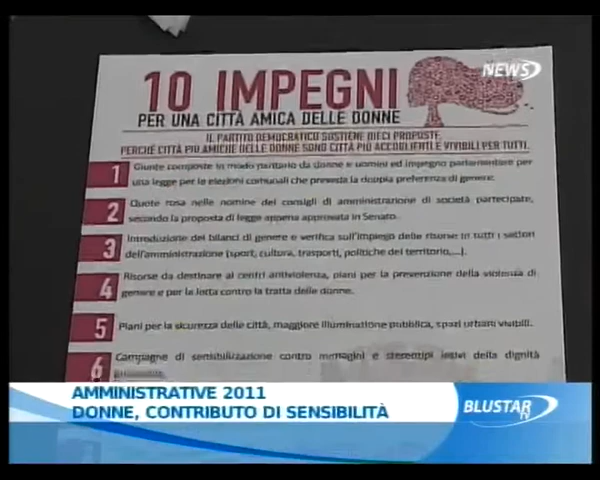 NEWS
10 IMPEGNI
PER UNA CITTÀ AMICA DELLE DONNE
IL PARTITO DEMOCRATICO SOSTIENE DIECI PROPOSTE,
PERCHÉ CITTÀ PIÙ AMICHE DELLE DONNE SONO CITTÀ PIÙ ACCOGLIENTI E VIVIBILI PER TUTTI.
1 Giunte composte in modo paritario da donne e uomini ed impegno parlamentare per
una legge per le elezioni comunali che preveda la doppia preferenza di genere.
2 Quote rosa nelle nomine dei consigli di amministrazione di società partecipate,
secondo la proposta di legge appena approvata in Senato.
3 Introduzione dei bilanci di genere e verifica sull'impiego delle risorse in tutti i settori
dell'amministrazione (sport, cultura, trasporti, politiche del territorio,...).
4 Risorse da destinare ai centri antiviolenza, piani per la prevenzione della violenza di
genere e per la lotta contro la tratta delle donne.
5 Piani per la sicurezza delle città, maggiore illuminazione pubblica, spazi urbani vivibili.
6 Campagne di sensibilizzazione contro immagini e stereotipi lesivi della dignità
AMMINISTRATIVE 2011
DONNE, CONTRIBUTO DI SENSIBILITÀ
BLUSTAR
TV